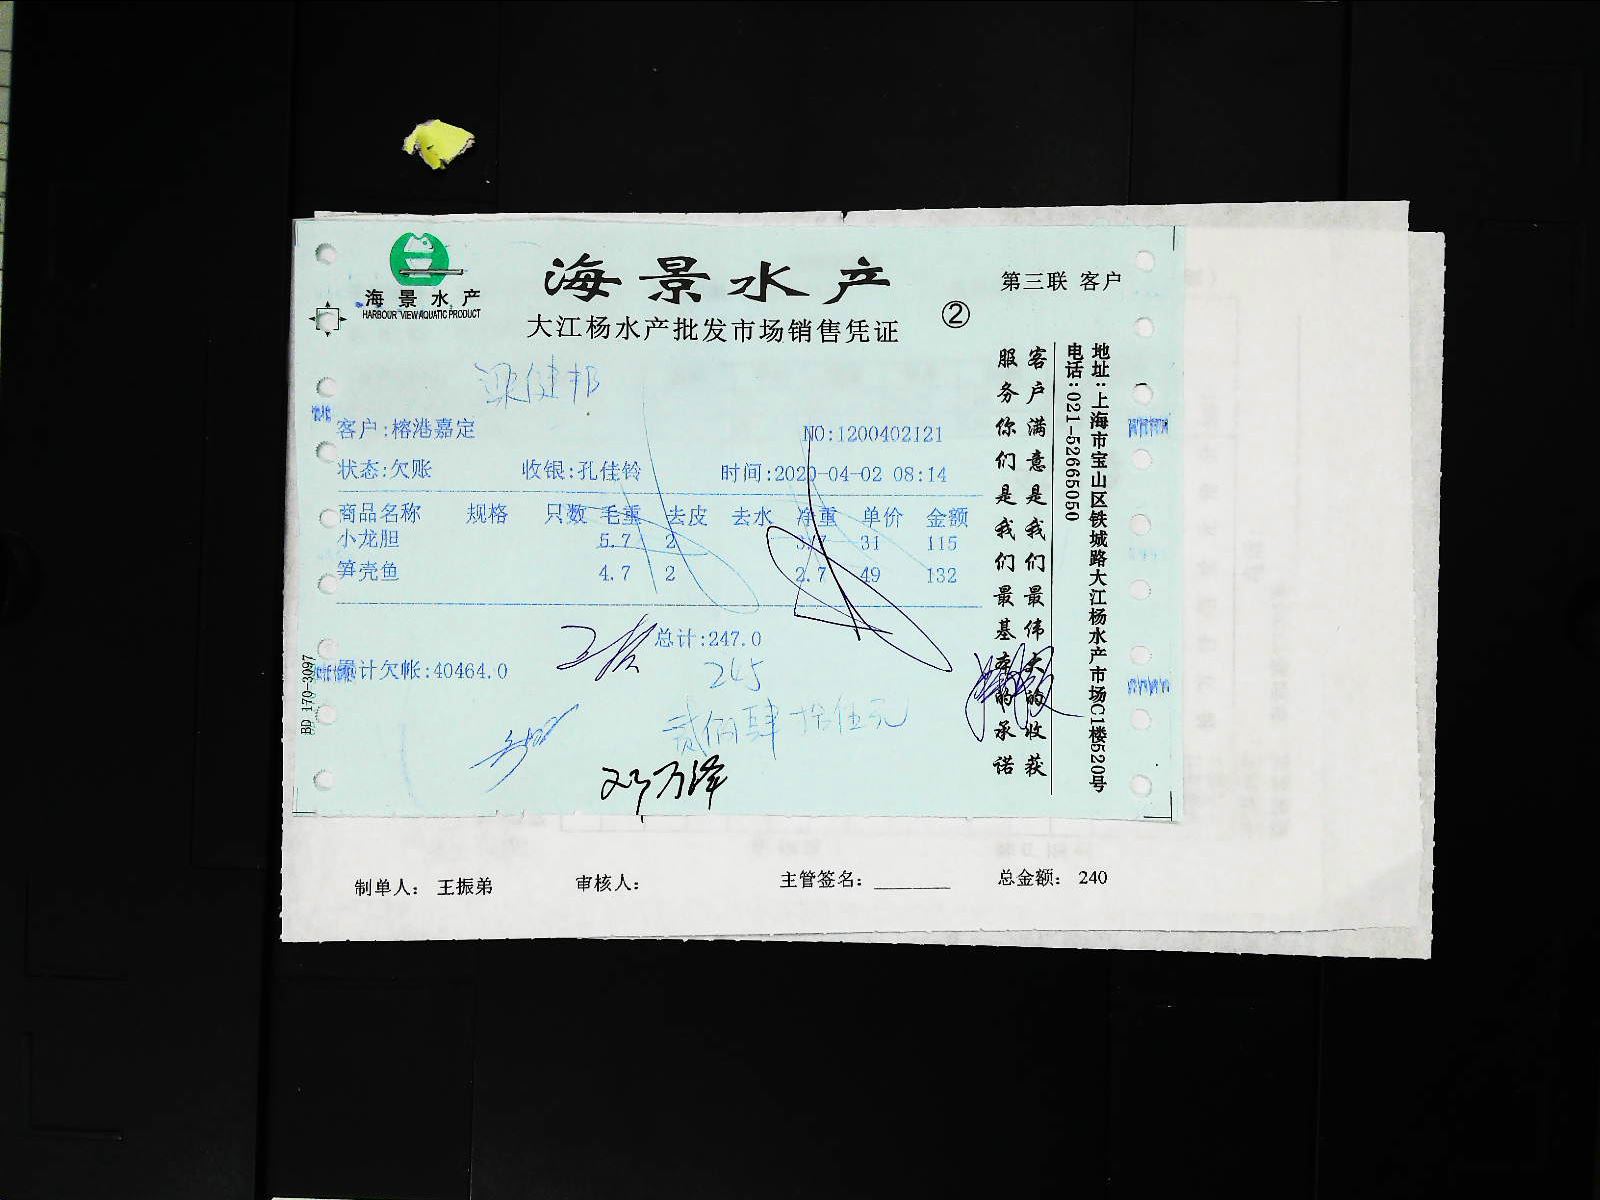 海景水产
HARBOUR VIEW AQUATIC PRODUCT
海景水产
大江杨水产批发市场销售凭证
②
第三联 客户
梁健邦
客户:榕港嘉定 NO:1200402121
状态:欠账 收银:孔佳铃 时间:2020-04-02 08:14
商品名称 规格 只数 毛重 去皮 去水 净重 单价 金额
小龙胆 5.7 2 3.7 31 115
笋壳鱼 4.7 2 2.7 49 132
总计:247.0
累计欠帐:40464.0
245
贰佰肆拾伍元
邓万泽
客户满意是我们最伟大的收获
服务你们是我们最基本的承诺
地址:上海市宝山区铁城路大江杨水产市场C1楼520号
电话:021-52665050
BD 170-3097
制单人: 王振弟 审核人: 主管签名: 总金额: 240